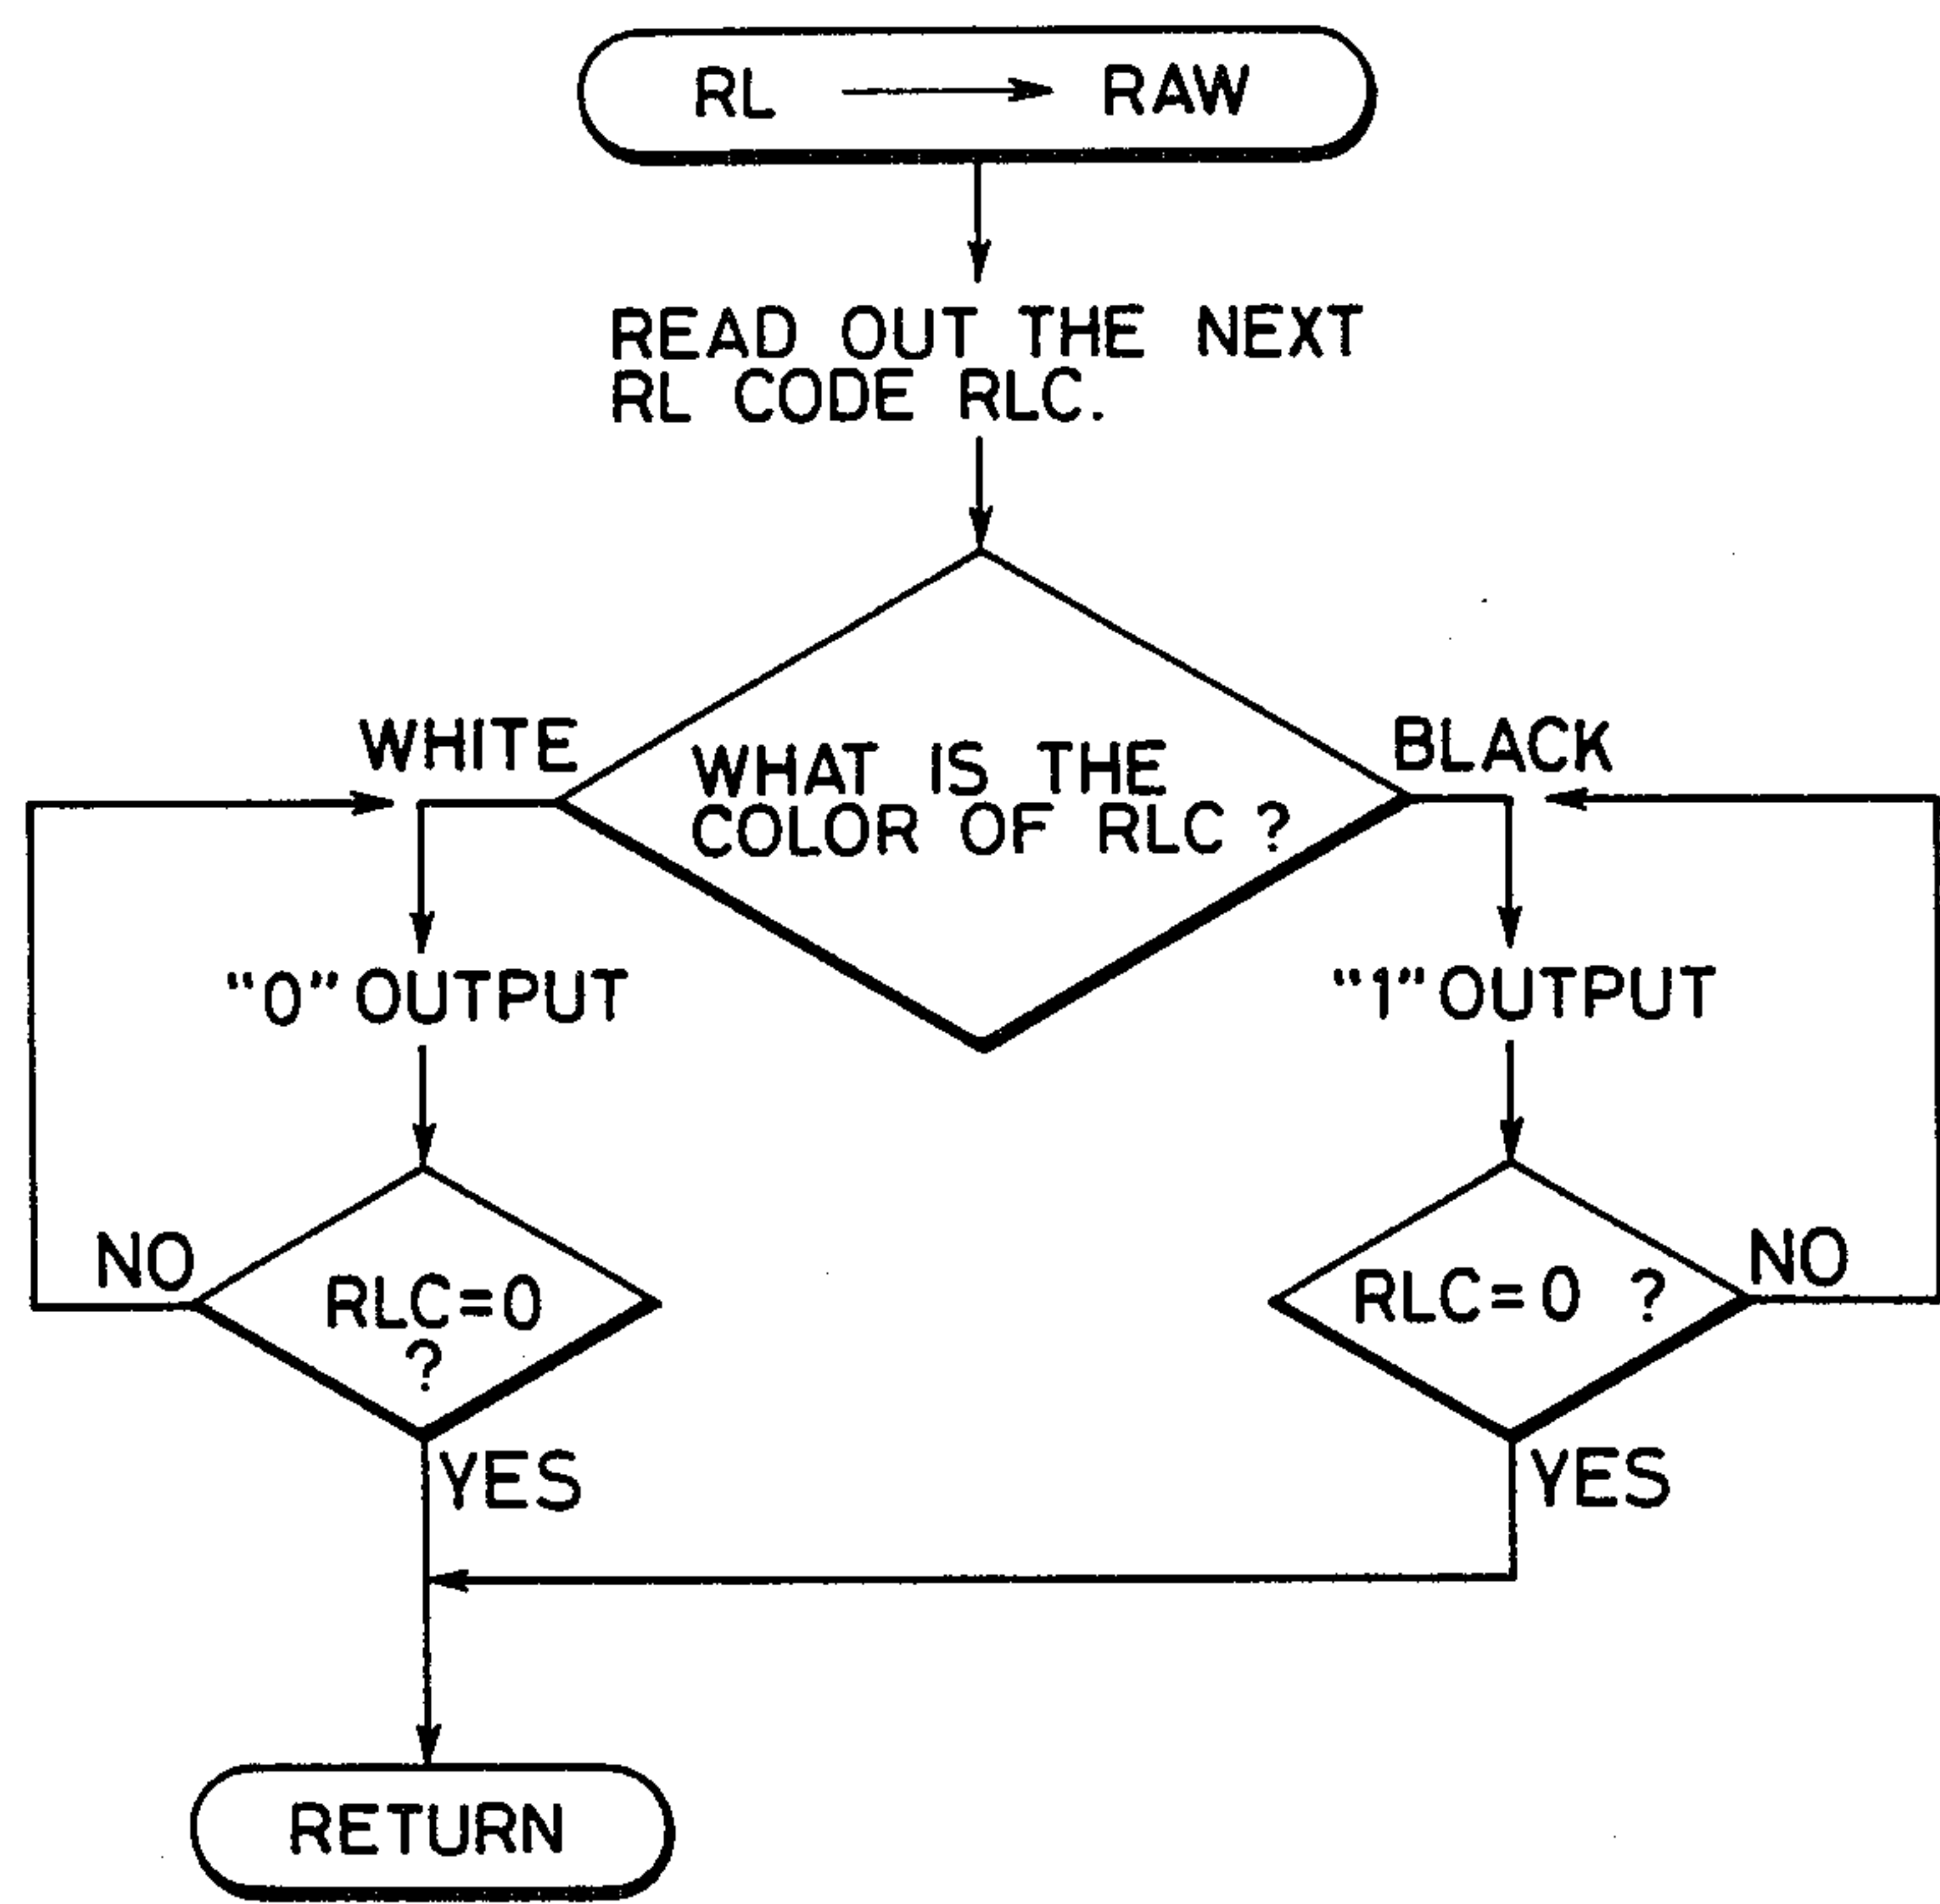 RL → RAW
READ OUT THE NEXT
RL CODE RLC.
WHITE
BLACK
WHAT IS THE
COLOR OF RLC ?
"0" OUTPUT
"1" OUTPUT
NO
RLC=0
?
RLC=0 ?
NO
YES
YES
RETURN